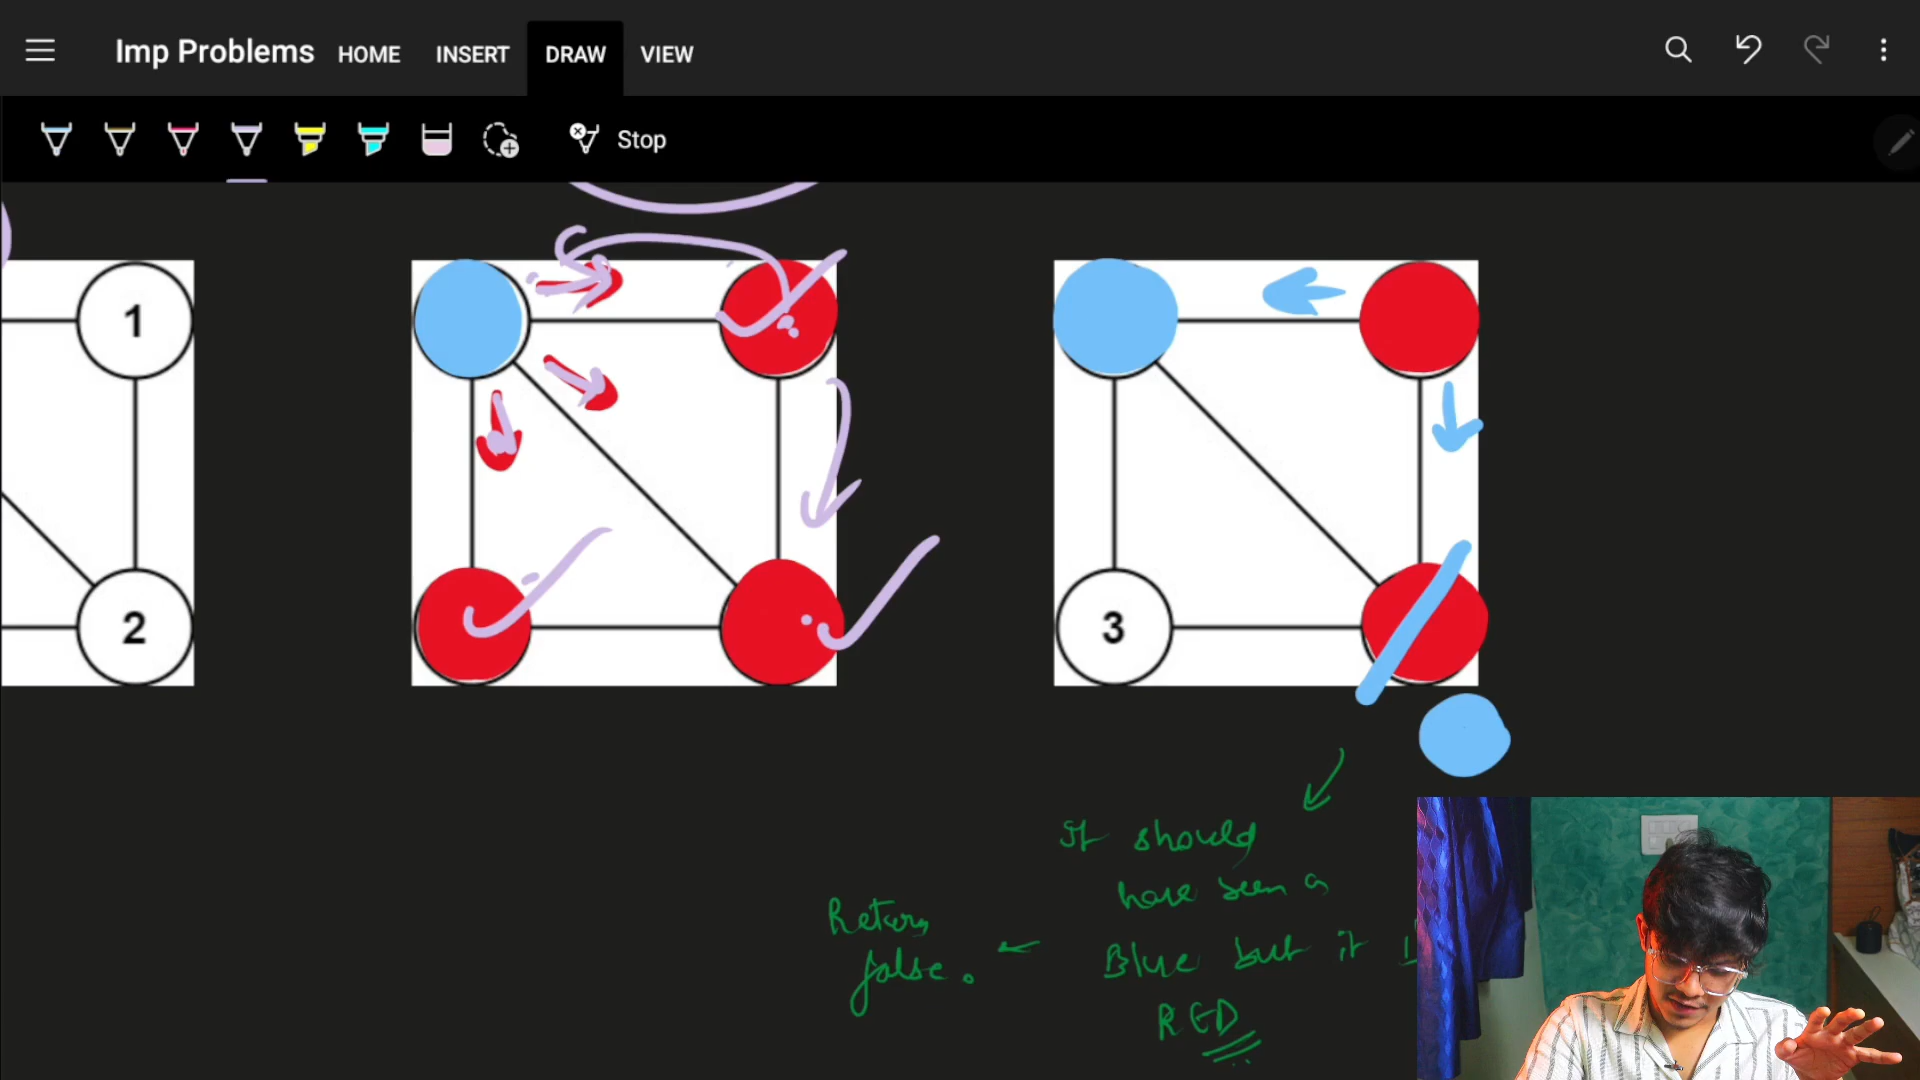 Imp Problems HOME INSERT DRAW VIEW
Stop
1
2
3
It should
have seen a
Blue but it
RED
Return
false.